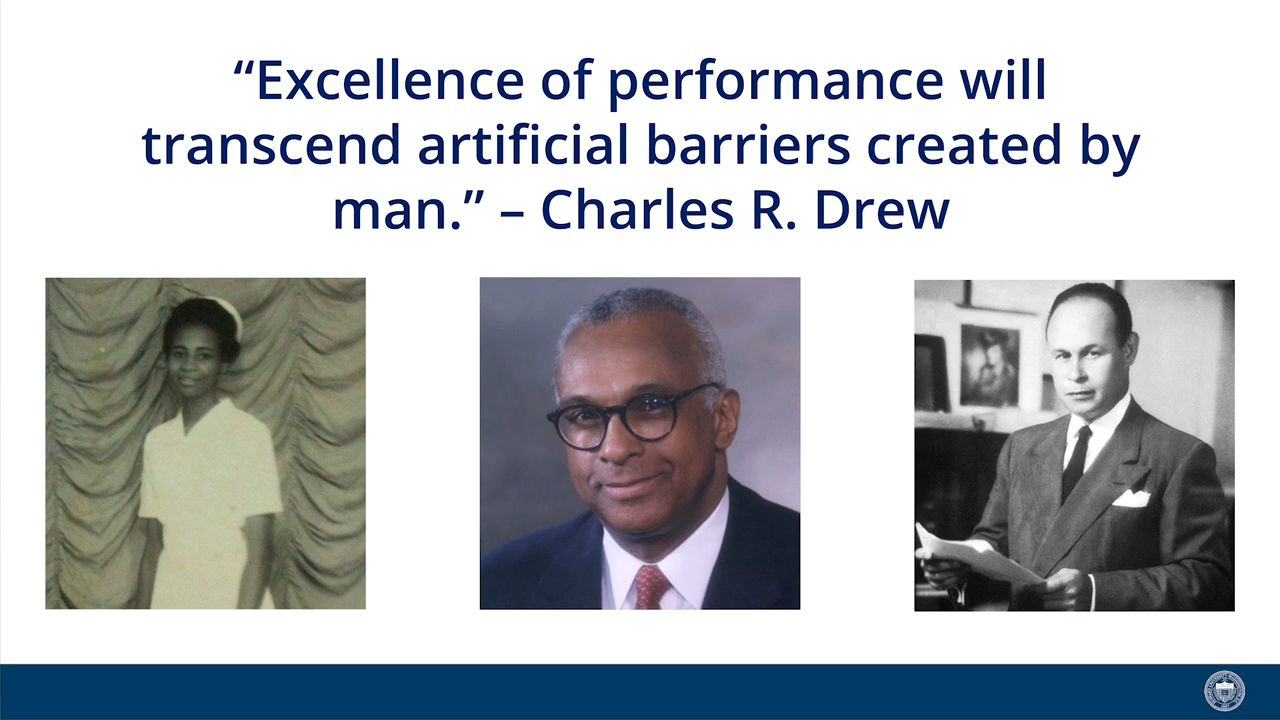 “Excellence of performance will
transcend artificial barriers created by
man.” – Charles R. Drew